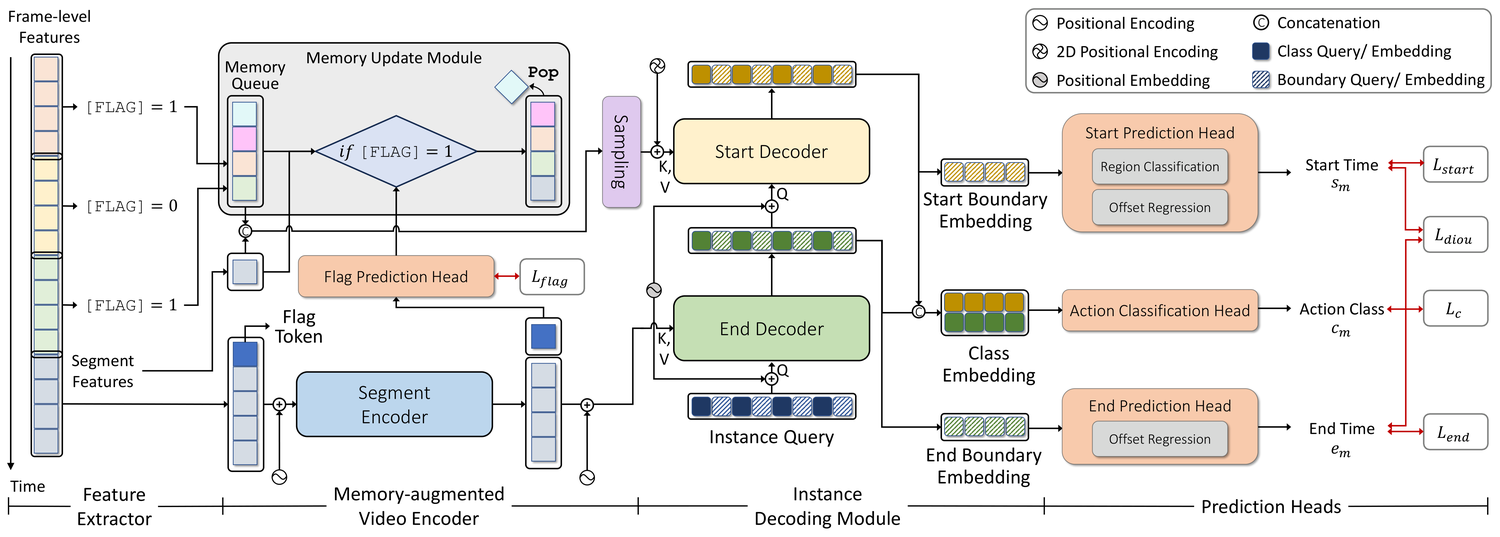 Frame-level
Features
[FLAG] = 1
[FLAG] = 0
[FLAG] = 1
Segment
Features
Time
Memory Update Module
Memory
Queue
if [FLAG] = 1
Pop
C
Flag Prediction Head
L_flag
Flag
Token
Segment
Encoder
Sampling
K,
V
Start Decoder
Q
K,
V
End Decoder
Q
Instance Query
C
Positional Encoding
2D Positional Encoding
Positional Embedding
C Concatenation
Class Query/ Embedding
Boundary Query/ Embedding
Start Boundary
Embedding
Class
Embedding
End Boundary
Embedding
Start Prediction Head
Region Classification
Offset Regression
Action Classification Head
End Prediction Head
Offset Regression
Start Time
s_m
Action Class
c_m
End Time
e_m
L_start
L_diou
L_c
L_end
Feature
Extractor
Memory-augmented
Video Encoder
Instance
Decoding Module
Prediction Heads